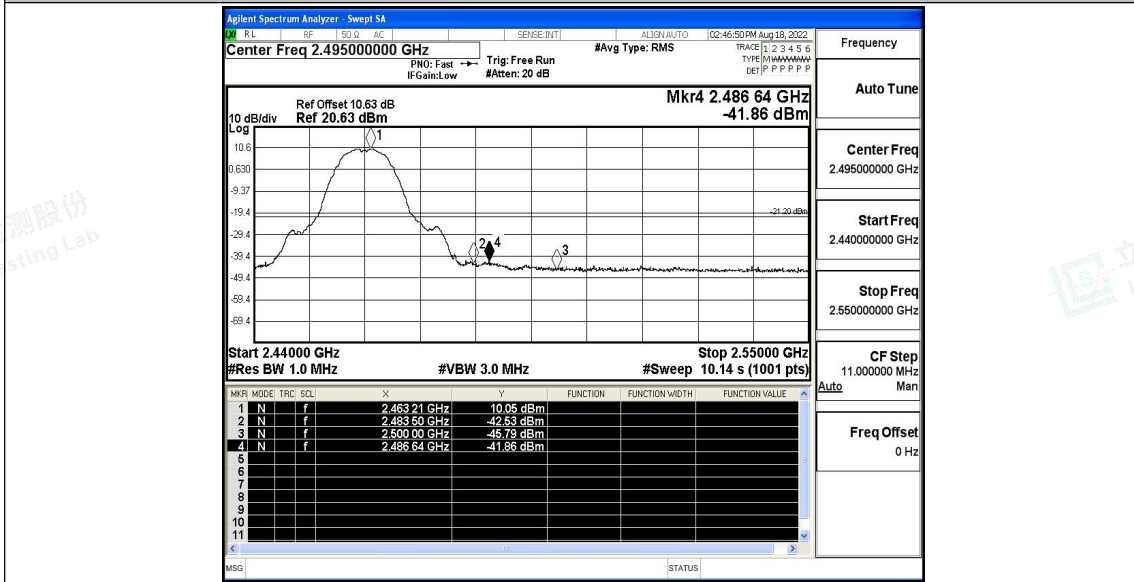 Agilent Spectrum Analyzer - Swept SA
LXI RL RF 50 Ω AC SENSE:INT ALIGN AUTO 02:46:50 PM Aug 18, 2022
Center Freq 2.495000000 GHz #Avg Type: RMS TRACE 1 2 3 4 5 6
PNO: Fast Trig: Free Run TYPE M WWWWW
IFGain:Low #Atten: 20 dB DET P P P P P P
Frequency
Mkr4 2.486 64 GHz
-41.86 dBm
Ref Offset 10.63 dB
10 dB/div Ref 20.63 dBm
Log
10.6
0.630
-9.37
-19.4
-29.4
-39.4
-49.4
-59.4
-69.4
-21.20 dBm
1
2
4
3
Start 2.44000 GHz Stop 2.55000 GHz
#Res BW 1.0 MHz #VBW 3.0 MHz #Sweep 10.14 s (1001 pts)
MKR MODE TRC SCL X Y FUNCTION FUNCTION WIDTH FUNCTION VALUE
1 N f 2.463 21 GHz 10.05 dBm
2 N f 2.483 50 GHz -42.53 dBm
3 N f 2.500 00 GHz -45.79 dBm
4 N f 2.486 64 GHz -41.86 dBm
5
6
7
8
9
10
11
MSG STATUS
Auto Tune
Center Freq
2.495000000 GHz
Start Freq
2.440000000 GHz
Stop Freq
2.550000000 GHz
CF Step
11.000000 MHz
Auto Man
Freq Offset
0 Hz
测股份
sting Lab
立